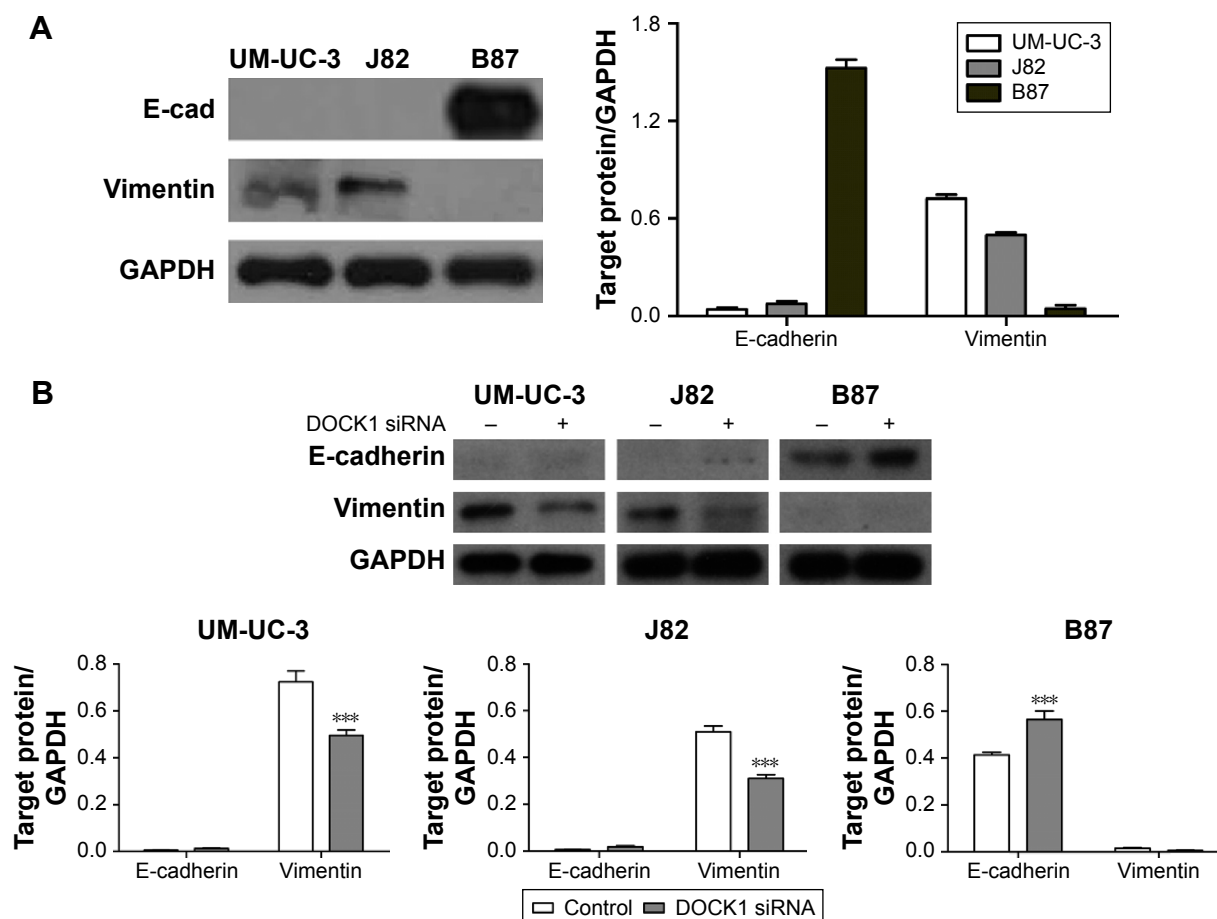 A
UM-UC-3 J82 B87
E-cad
Vimentin
GAPDH
Target protein/GAPDH
1.8
1.2
0.6
0.0
E-cadherin Vimentin
UM-UC-3
J82
B87
B
UM-UC-3 J82 B87
DOCK1 siRNA – + – + – +
E-cadherin
Vimentin
GAPDH
UM-UC-3
Target protein/
GAPDH
0.8
0.6
0.4
0.2
0.0
***
E-cadherin Vimentin
J82
Target protein/
GAPDH
0.8
0.6
0.4
0.2
0.0
***
E-cadherin Vimentin
B87
Target protein/
GAPDH
0.8
0.6
0.4
0.2
0.0
***
E-cadherin Vimentin
Control DOCK1 siRNA